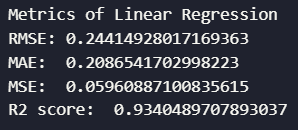 Metrics of Linear Regression
RMSE: 0.24414928017169363
MAE: 0.2086541702998223
MSE: 0.05960887100835615
R2 score: 0.9340489707893037